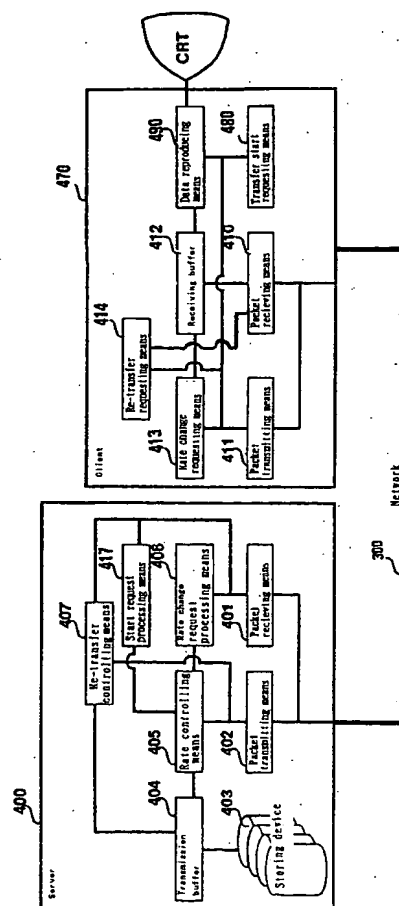 400
Server
407
Re-transfer
controlling means
417
Start request
processing means
404
Transmission
buffer
405
Rate controlling
means
408
Rate change
request
processing means
403
Storing device
402
Packet
transmitting means
401
Packet
recieving means
300
Network
470
Client
414
Re-transfer
requesting means
413
Rate change
requesting means
412
Receiving buffer
490
Data reproducing
means
CRT
411
Packet
transmitting means
410
Packet
recieving means
480
Transfer start
requesting means